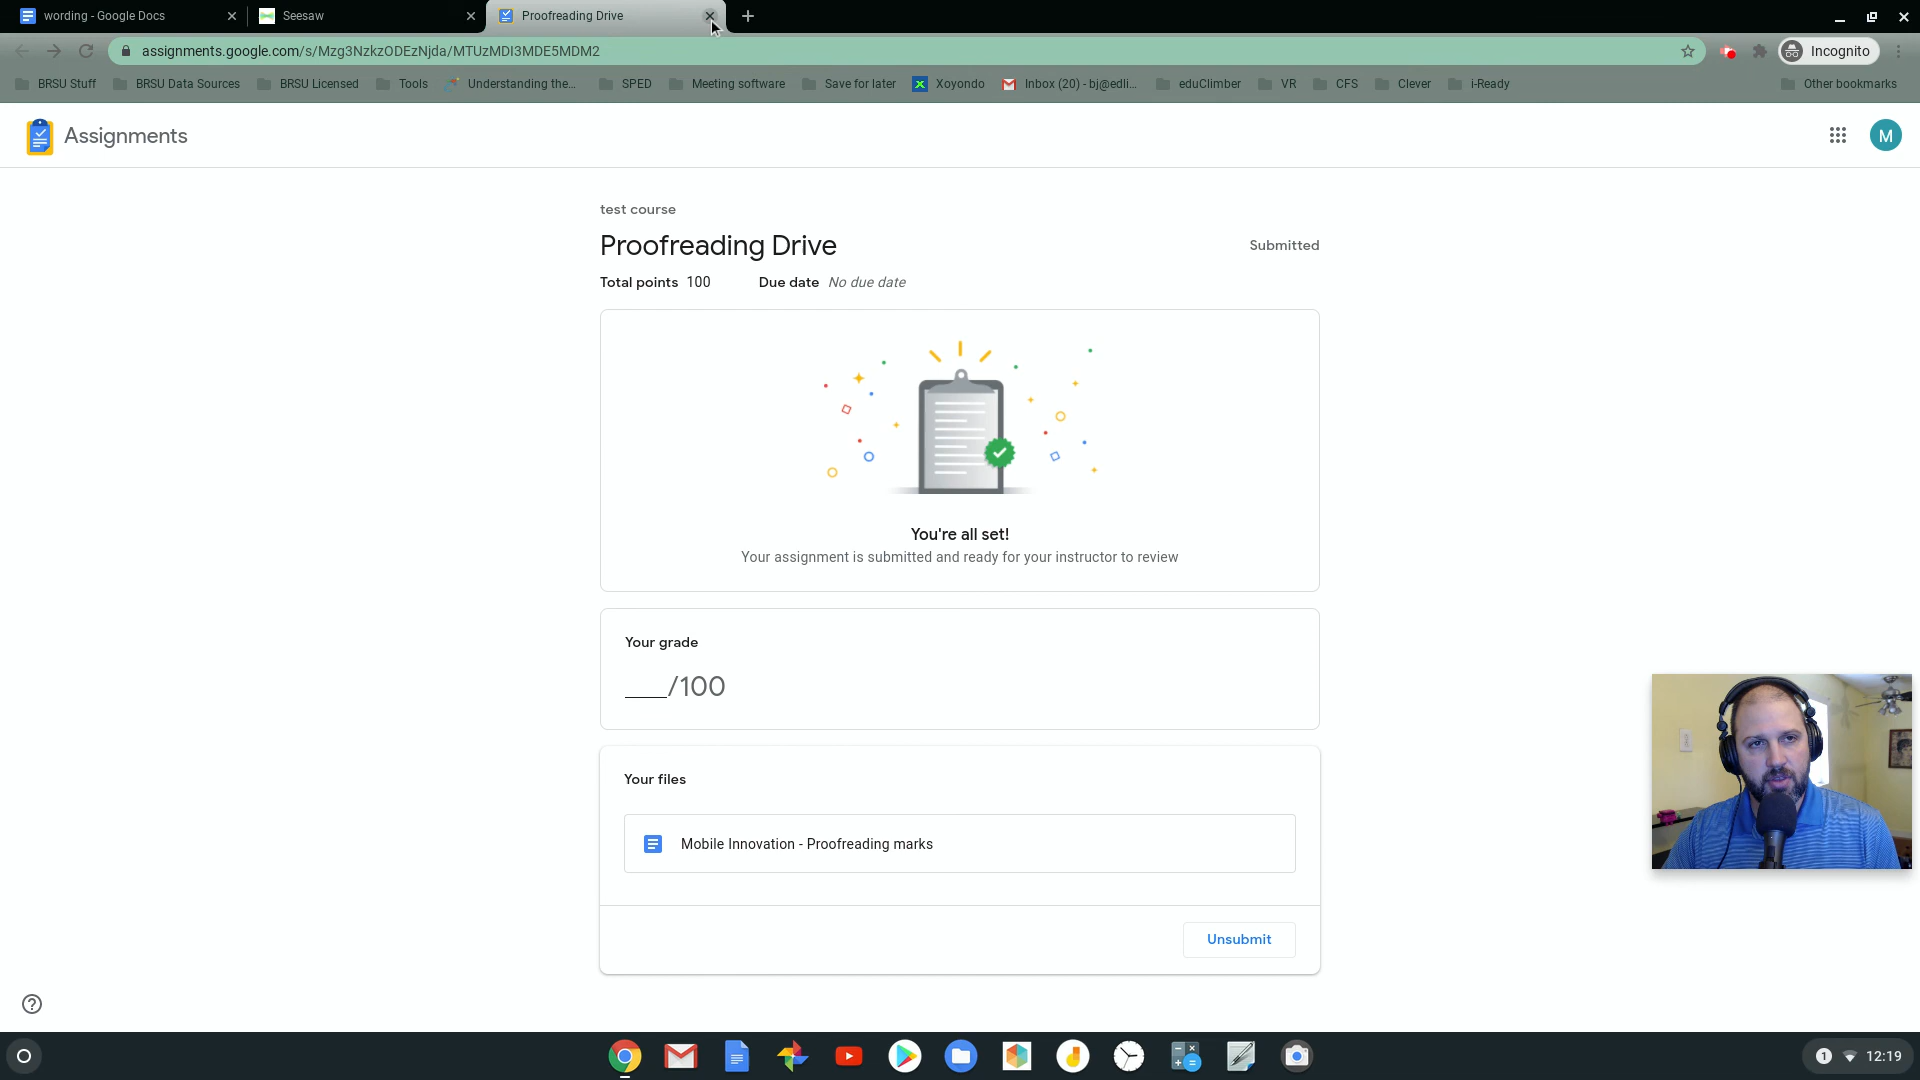 wording - Google Docs
Seesaw
Proofreading Drive
assignments.google.com/s/Mzg3NzkzODEzNjda/MTUzMDI3MDE5MDM2
Incognito
BRSU Stuff
BRSU Data Sources
BRSU Licensed
Tools
Understanding the...
SPED
Meeting software
Save for later
Xoyondo
Inbox (20) - bj@edli...
eduClimber
VR
CFS
Clever
i-Ready
Other bookmarks
Assignments
M
test course
Proofreading Drive
Submitted
Total points 100
Due date No due date
You're all set!
Your assignment is submitted and ready for your instructor to review
Your grade
/100
Your files
Mobile Innovation - Proofreading marks
Unsubmit
1
12:19